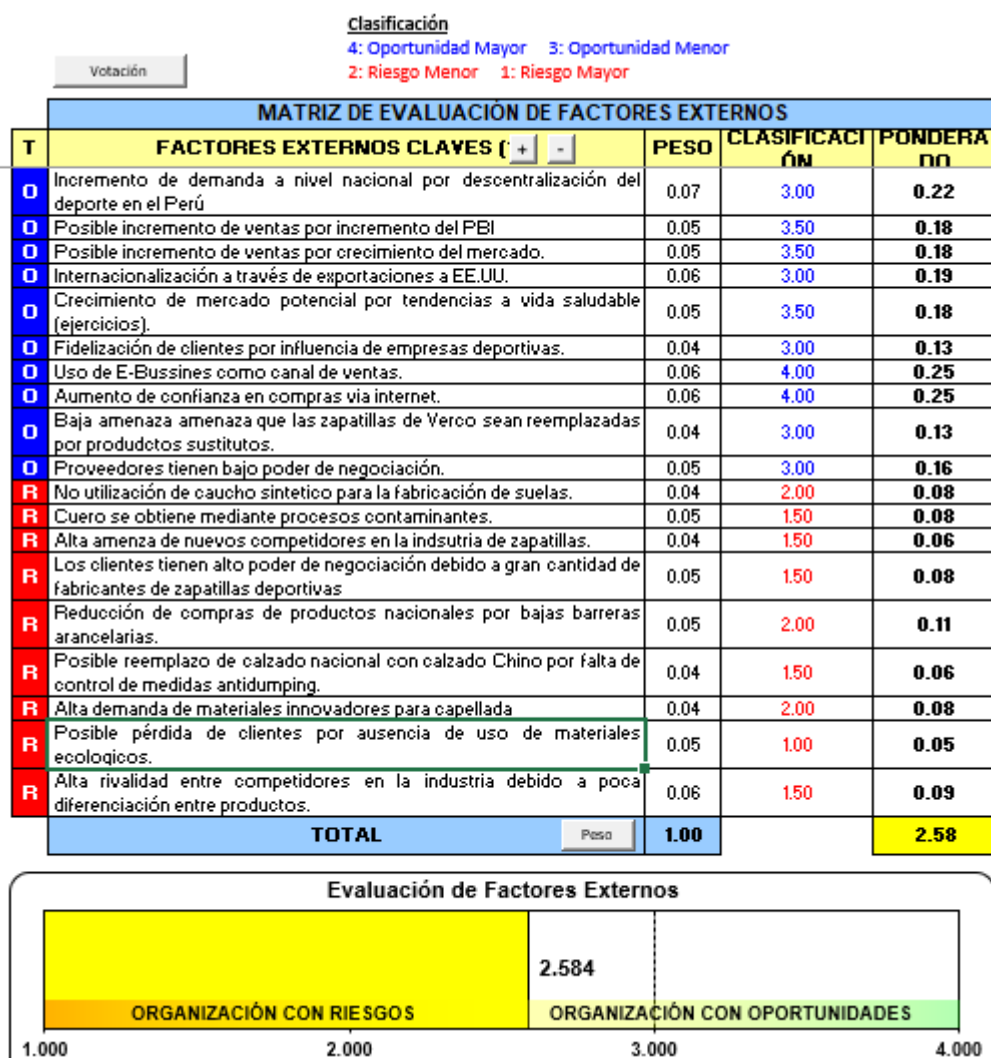 Clasificación
4: Oportunidad Mayor 3: Oportunidad Menor
Votación
2: Riesgo Menor 1: Riesgo Mayor
MATRIZ DE EVALUACIÓN DE FACTORES EXTERNOS
T FACTORES EXTERNOS CLAVES ( + - PESO CLASIFICACI PONDERA
ÓN DO
O Incremento de demanda a nivel nacional por descentralización del
deporte en el Perú 0.07 3.00 0.22
O Posible incremento de ventas por incremento del PBI 0.05 3.50 0.18
O Posible incremento de ventas por crecimiento del mercado. 0.05 3.50 0.18
O Internacionalización a través de exportaciones a EE.UU. 0.06 3.00 0.19
O Crecimiento de mercado potencial por tendencias a vida saludable
(ejercicios). 0.05 3.50 0.18
O Fidelización de clientes por influencia de empresas deportivas. 0.04 3.00 0.13
O Uso de E-Bussines como canal de ventas. 0.06 4.00 0.25
O Aumento de confianza en compras via internet. 0.06 4.00 0.25
O Baja amenaza amenaza que las zapatillas de Verco sean reemplazadas
por produdctos sustitutos. 0.04 3.00 0.13
O Proveedores tienen bajo poder de negociación. 0.05 3.00 0.16
R No utilización de caucho sintetico para la fabricación de suelas. 0.04 2.00 0.08
R Cuero se obtiene mediante procesos contaminantes. 0.05 1.50 0.08
R Alta amenza de nuevos competidores en la indsutria de zapatillas. 0.04 1.50 0.06
R Los clientes tienen alto poder de negociación debido a gran cantidad de
fabricantes de zapatillas deportivas 0.05 1.50 0.08
R Reducción de compras de productos nacionales por bajas barreras
arancelarias. 0.05 2.00 0.11
R Posible reemplazo de calzado nacional con calzado Chino por falta de
control de medidas antidumping. 0.04 1.50 0.06
R Alta demanda de materiales innovadores para capellada 0.04 2.00 0.08
R Posible pérdida de clientes por ausencia de uso de materiales
ecologicos. 0.05 1.00 0.05
R Alta rivalidad entre competidores en la industria debido a poca
diferenciación entre productos. 0.06 1.50 0.09
TOTAL Peso 1.00 2.58
Evaluación de Factores Externos
2.584
ORGANIZACIÓN CON RIESGOS ORGANIZACIÓN CON OPORTUNIDADES
1.000 2.000 3.000 4.000